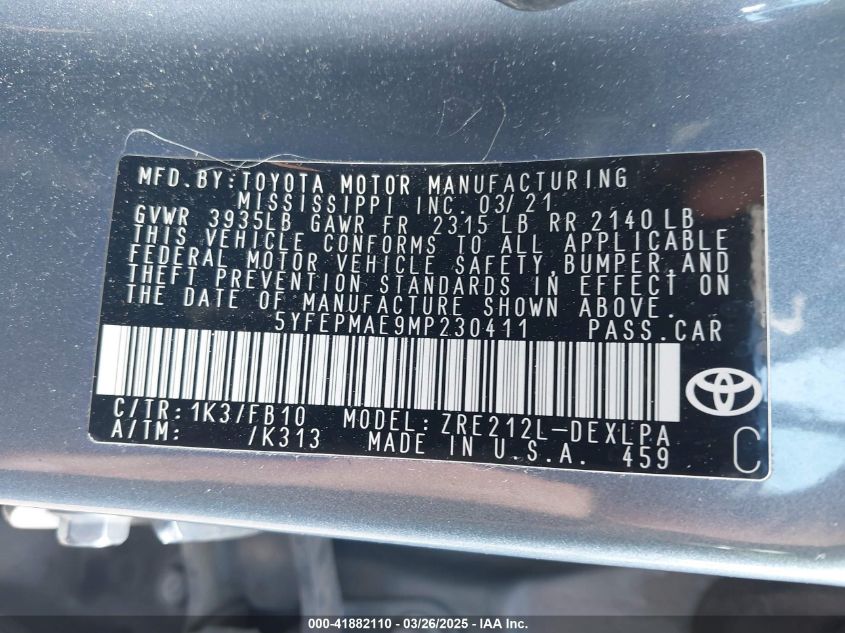 MFD.BY:TOYOTA MOTOR MANUFACTURING
MISSISSIPPI INC. 03/21
GVWR 3935LB GAWR FR 2315 LB RR 2140 LB
THIS VEHICLE CONFORMS TO ALL APPLICABLE
FEDERAL MOTOR VEHICLE SAFETY,BUMPER,AND
THEFT PREVENTION STANDARDS IN EFFECT ON
THE DATE OF MANUFACTURE SHOWN ABOVE.
5YFEPMAE9MP230411 PASS.CAR
C/TR:1K3/FB10 MODEL:ZRE212L-DEXLPA
A/TM: /K313 MADE IN U.S.A. 459 C
000-41882110 - 03/26/2025 - IAA Inc.